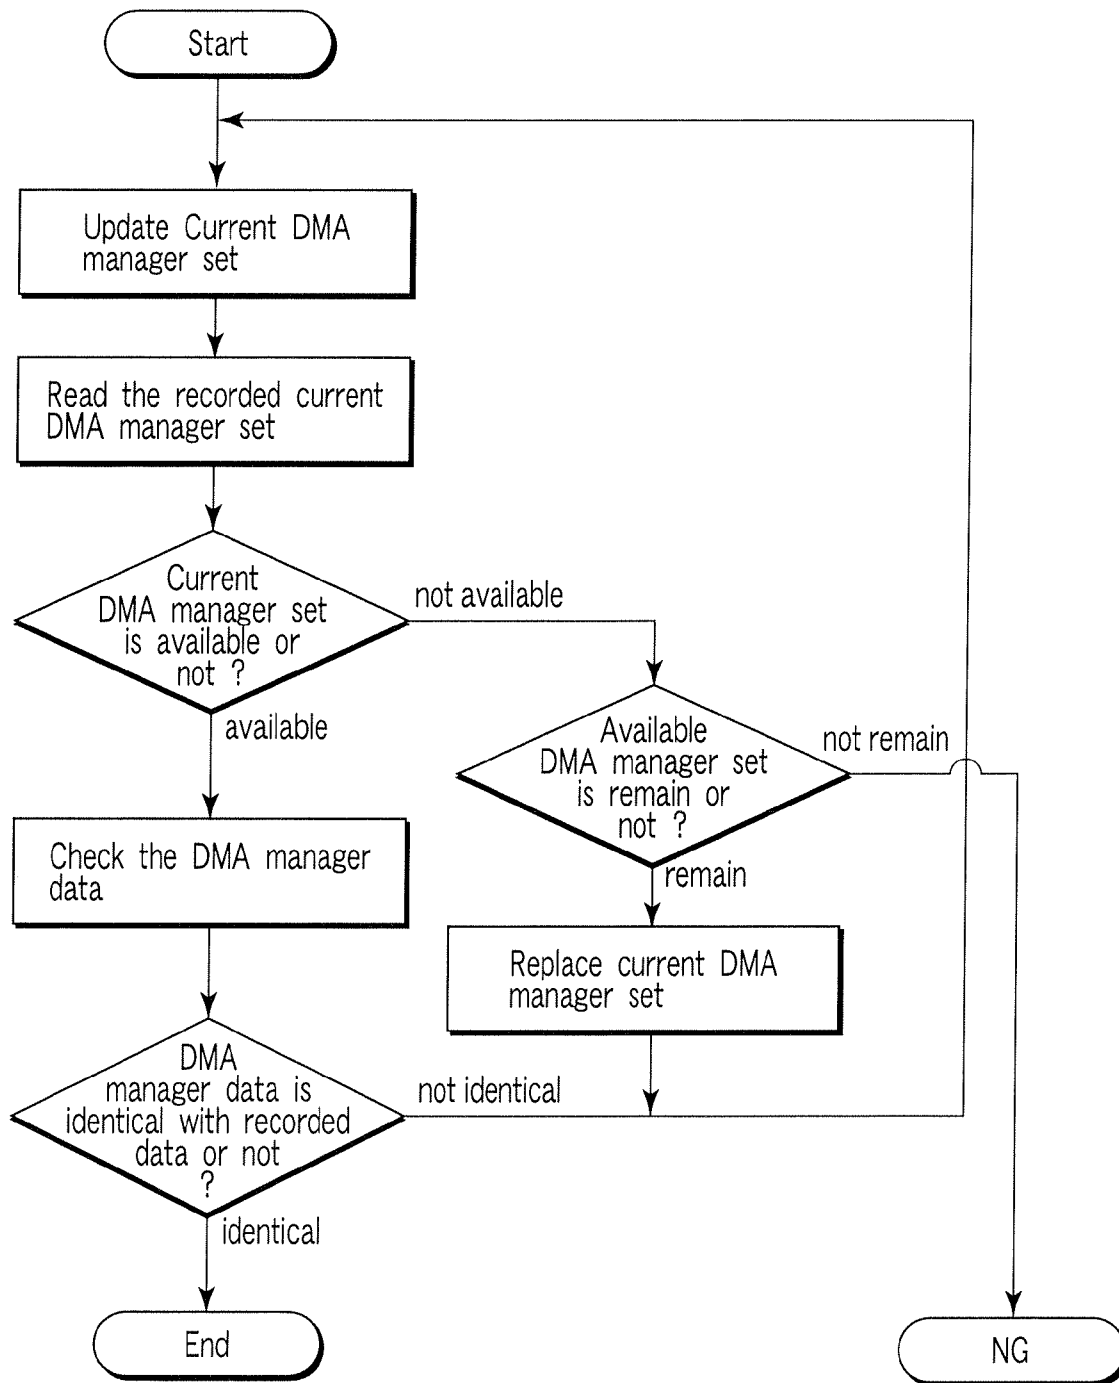 Start
Update Current DMA
manager set
Read the recorded current
DMA manager set
Current
DMA manager set
is available or
not ?
not available
available
Available
DMA manager set
is remain or
not ?
not remain
remain
Check the DMA manager
data
Replace current DMA
manager set
DMA
manager data is
identical with recorded
data or not
?
not identical
identical
End
NG